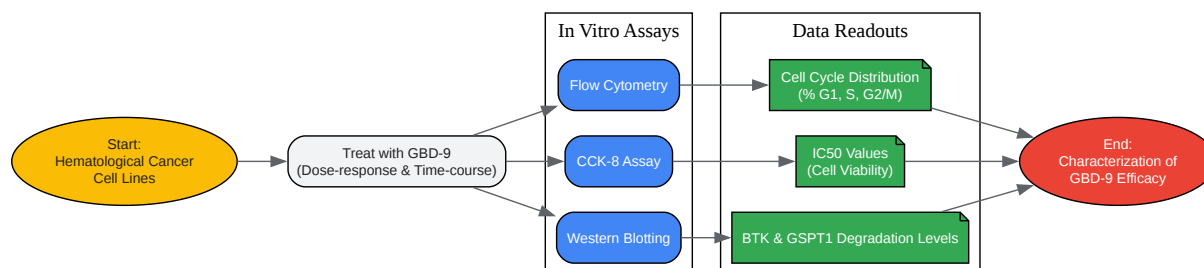 Start:
Hematological Cancer
Cell Lines
Treat with GBD-9
(Dose-response & Time-course)
In Vitro Assays
Flow Cytometry
CCK-8 Assay
Western Blotting
Data Readouts
Cell Cycle Distribution
(% G1, S, G2/M)
IC50 Values
(Cell Viability)
BTK & GSPT1 Degradation Levels
End:
Characterization of
GBD-9 Efficacy